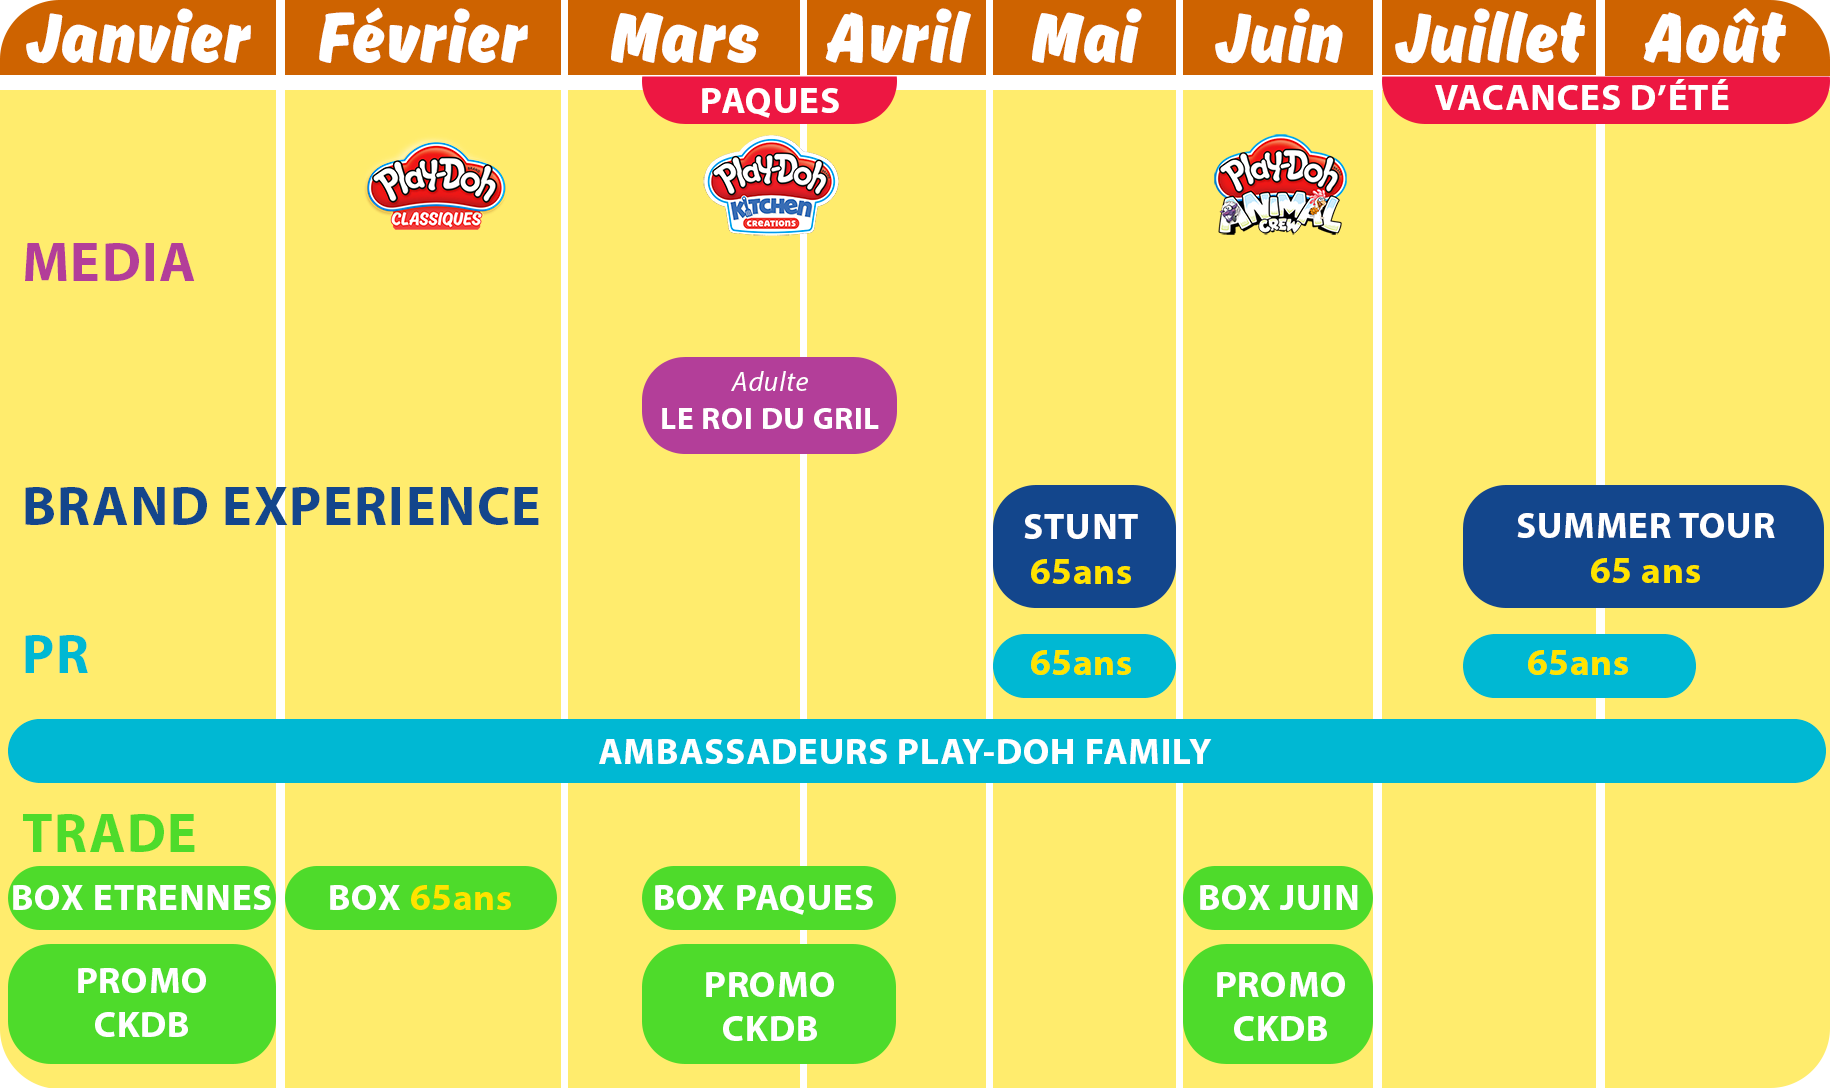 Janvier Février Mars Avril Mai Juin Juillet Août
PAQUES VACANCES D'ÉTÉ
PLAY-DOH PLAY-DOH PLAY-DOH
CLASSIQUES KITCHEN ANIMAL
CREATIONS CREW
MEDIA
Adulte
LE ROI DU GRIL
BRAND EXPERIENCE
STUNT SUMMER TOUR
65ans 65 ans
PR 65ans 65ans
AMBASSADEURS PLAY-DOH FAMILY
TRADE
BOX ETRENNES BOX 65ans BOX PAQUES BOX JUIN
PROMO PROMO PROMO
CKDB CKDB CKDB